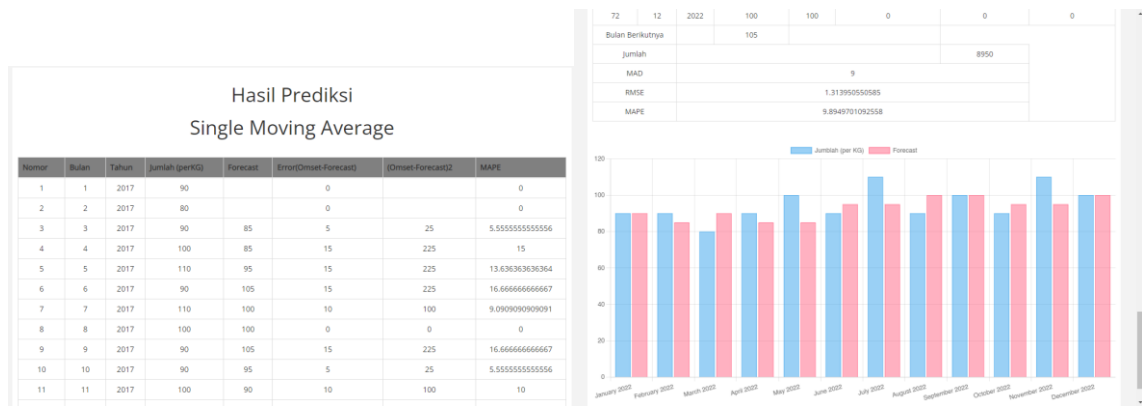 Hasil Prediksi
Single Moving Average
Nomor Bulan Tahun Jumlah (perKG) Forecast Error(Omset-Forecast) (Omset-Forecast)2 MAPE
1 1 2017 90 0 0
2 2 2017 80 0 0
3 3 2017 90 85 5 25 5.5555555555556
4 4 2017 100 85 15 225 15
5 5 2017 110 95 15 225 13.636363636364
6 6 2017 90 105 15 225 16.666666666667
7 7 2017 110 100 10 100 9.0909090909091
8 8 2017 100 100 0 0 0
9 9 2017 90 105 15 225 16.666666666667
10 10 2017 90 95 5 25 5.5555555555556
11 11 2017 100 90 10 100 10
72 12 2022 100 100 0 0 0
Bulan Berikutnya 105
Jumlah 8950
MAD 9
RMSE 1.313950550585
MAPE 9.8949701092558
Jumblah (per KG) Forecast
120
100
80
60
40
20
0
January 2022 February 2022 March 2022 April 2022 May 2022 June 2022 July 2022 August 2022 September 2022 October 2022 November 2022 December 2022